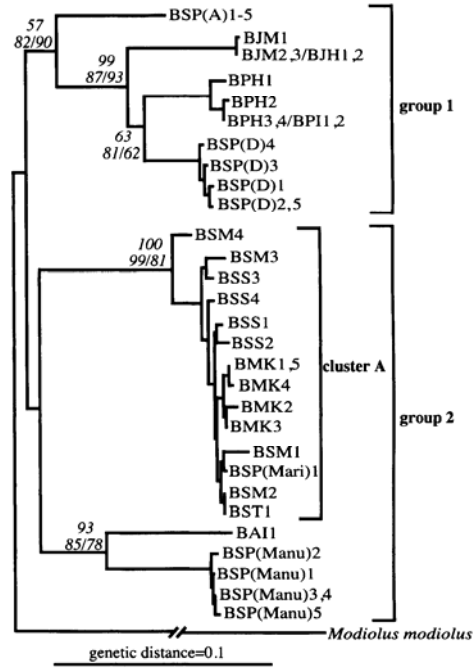 57
82/90
BSP(A)1-5
99
87/93
BJM1
BJM2,3/BJH1,2
BPH1
BPH2
BPH3,4/BPI1,2
63
81/62
BSP(D)4
BSP(D)3
BSP(D)1
BSP(D)2,5
group 1
100
99/81
BSM4
BSM3
BSS3
BSS4
BSS1
BSS2
BMK1,5
BMK4
BMK2
BMK3
BSM1
BSP(Mari)1
BSM2
BST1
cluster A
group 2
93
85/78
BAI1
BSP(Manu)2
BSP(Manu)1
BSP(Manu)3,4
BSP(Manu)5
Modiolus modiolus
genetic distance=0.1